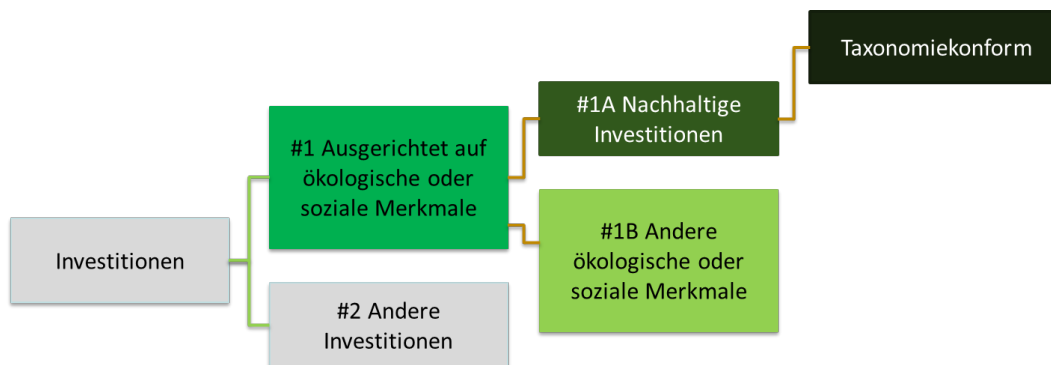 Taxonomiekonform
#1A Nachhaltige
Investitionen
#1 Ausgerichtet auf
ökologische oder
soziale Merkmale
#1B Andere
ökologische oder
soziale Merkmale
Investitionen
#2 Andere
Investitionen